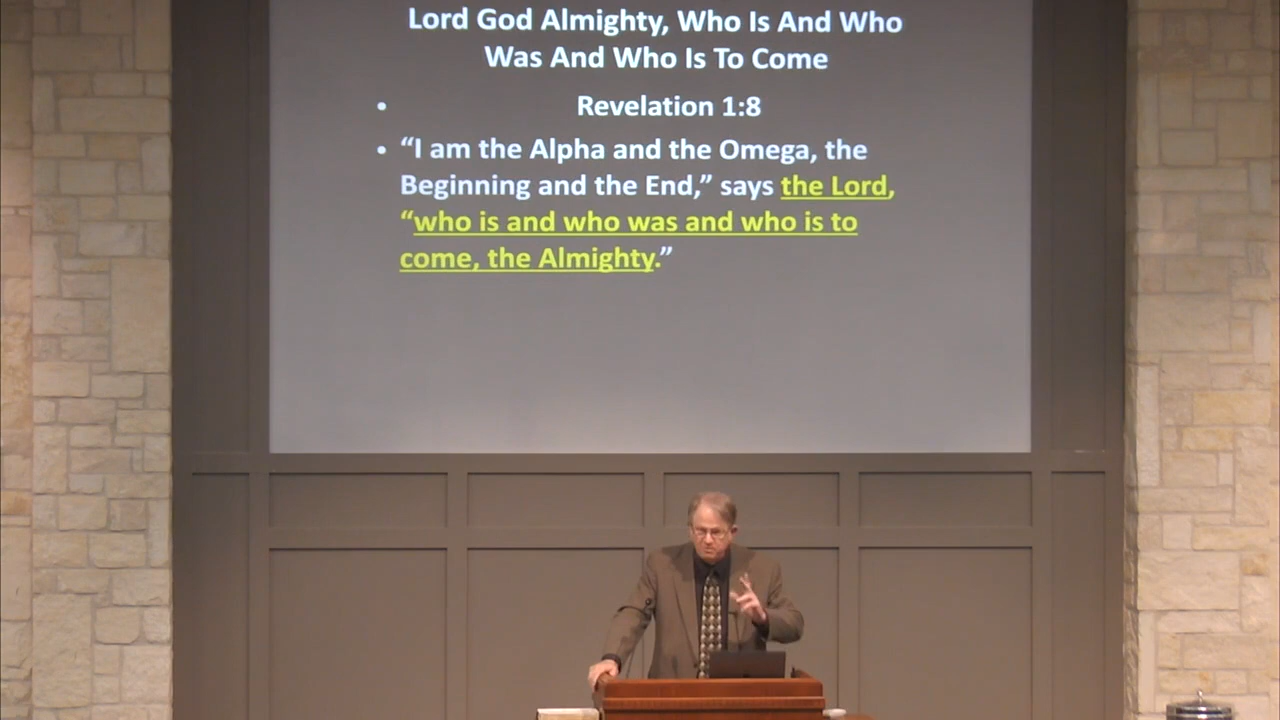 Lord God Almighty, Who Is And Who
Was And Who Is To Come
• Revelation 1:8
• “I am the Alpha and the Omega, the
Beginning and the End,” says the Lord,
“who is and who was and who is to
come, the Almighty.”